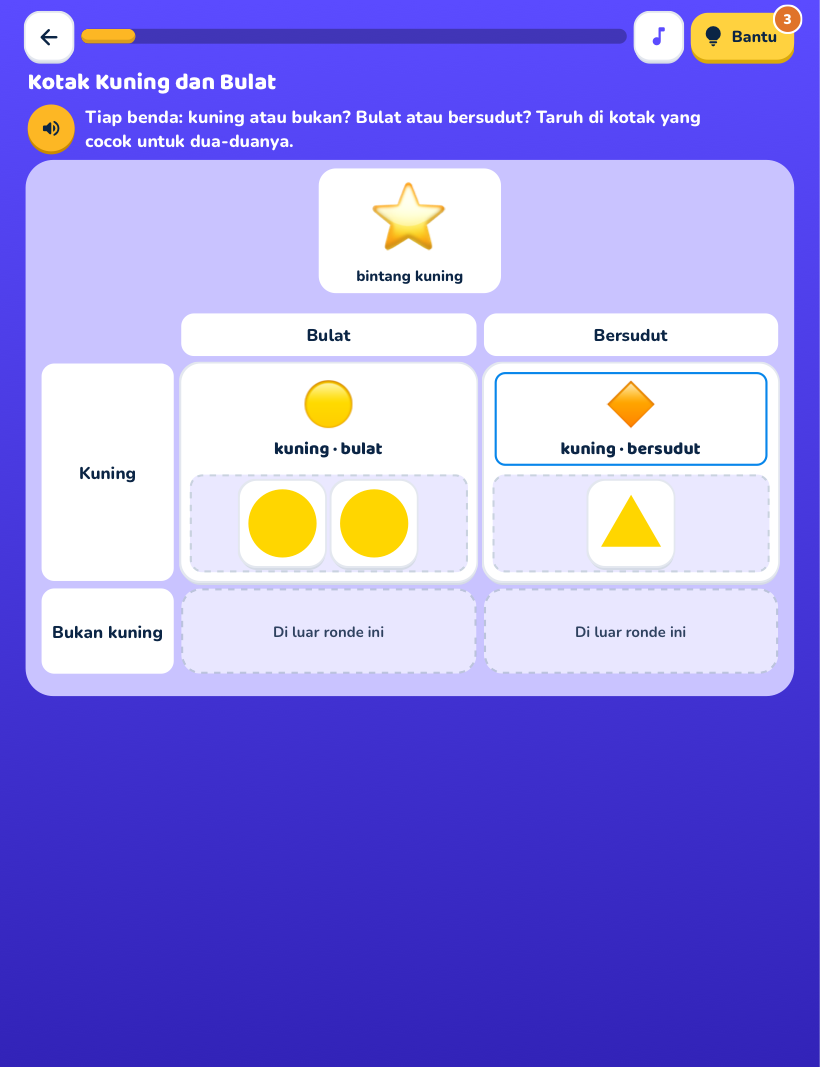 3
Bantu
Kotak Kuning dan Bulat
Tiap benda: kuning atau bukan? Bulat atau bersudut? Taruh di kotak yang
cocok untuk dua-duanya.
bintang kuning
Bulat
Bersudut
Kuning
kuning · bulat
kuning · bersudut
Bukan kuning
Di luar ronde ini
Di luar ronde ini